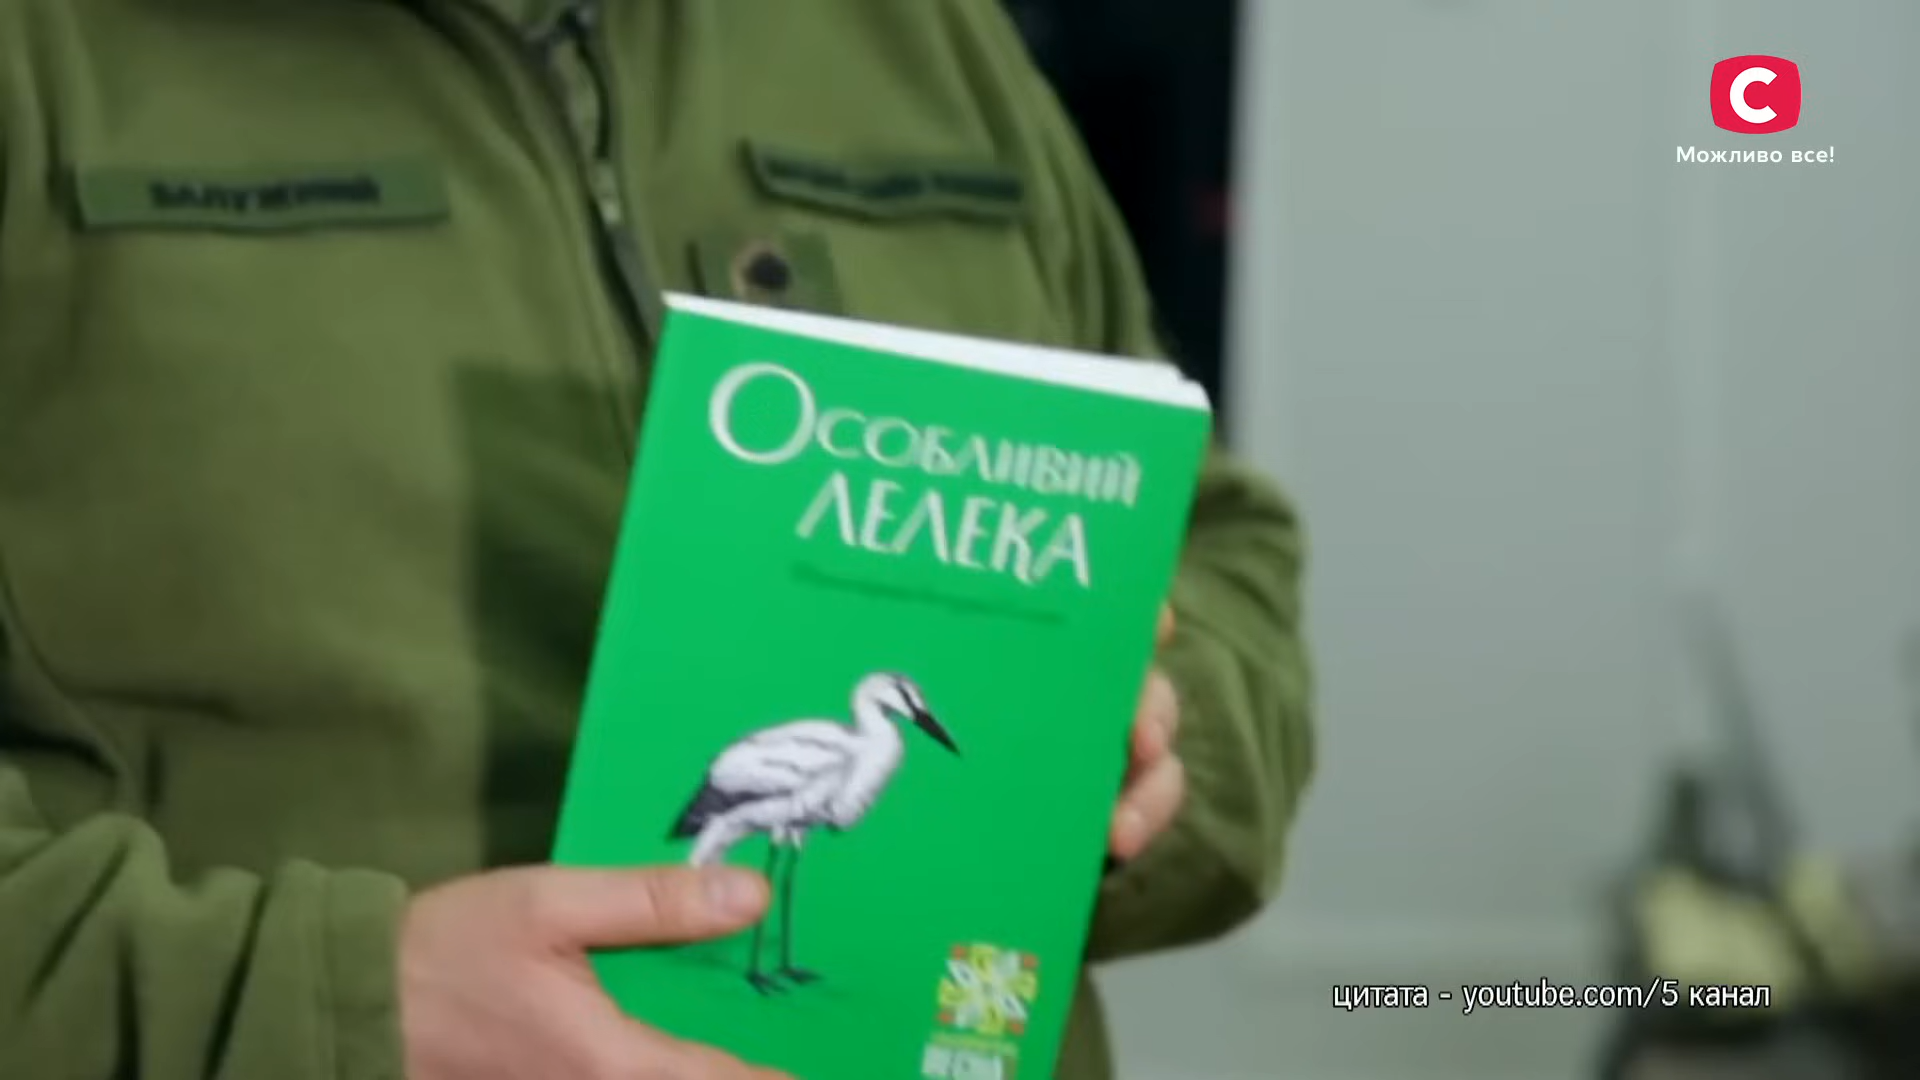 С
Можливо все!
ЗАЛУЖНИЙ
Особливий
ЛЕЛЕКА
цитата - youtube.com/5 канал